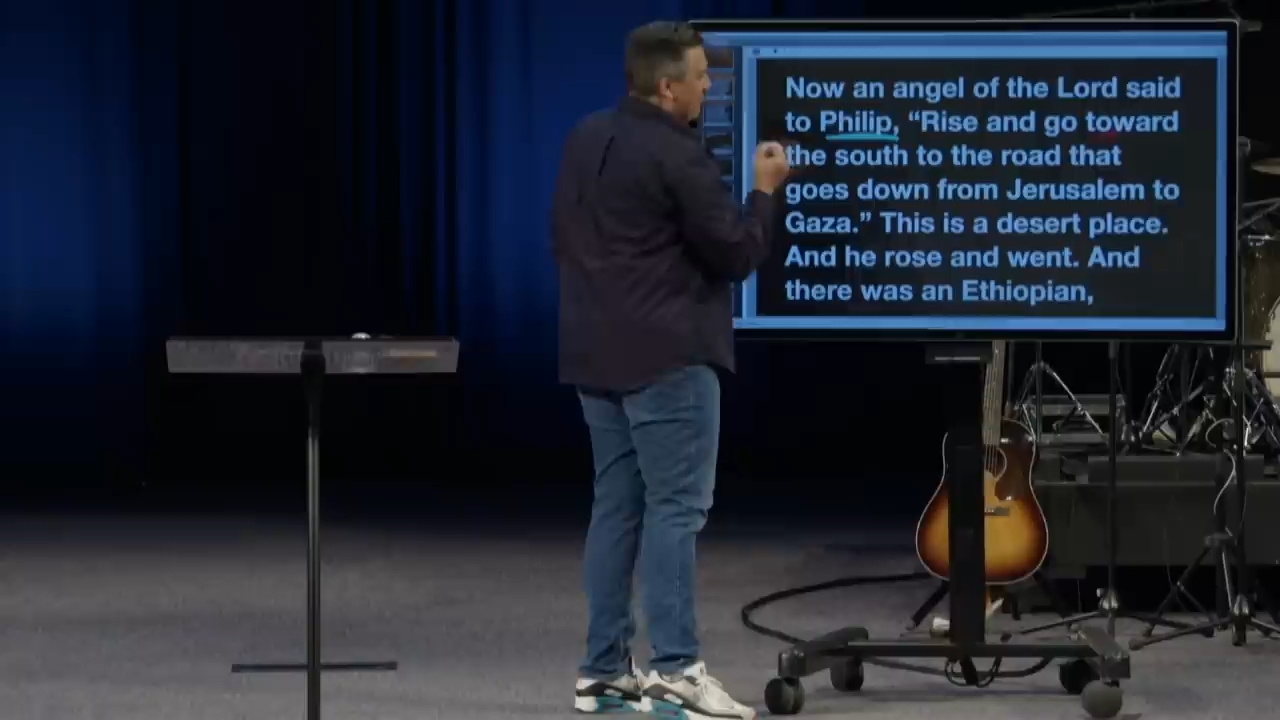 Now an angel of the Lord said
to Philip, “Rise and go toward
the south to the road that
goes down from Jerusalem to
Gaza.” This is a desert place.
And he rose and went. And
there was an Ethiopian,